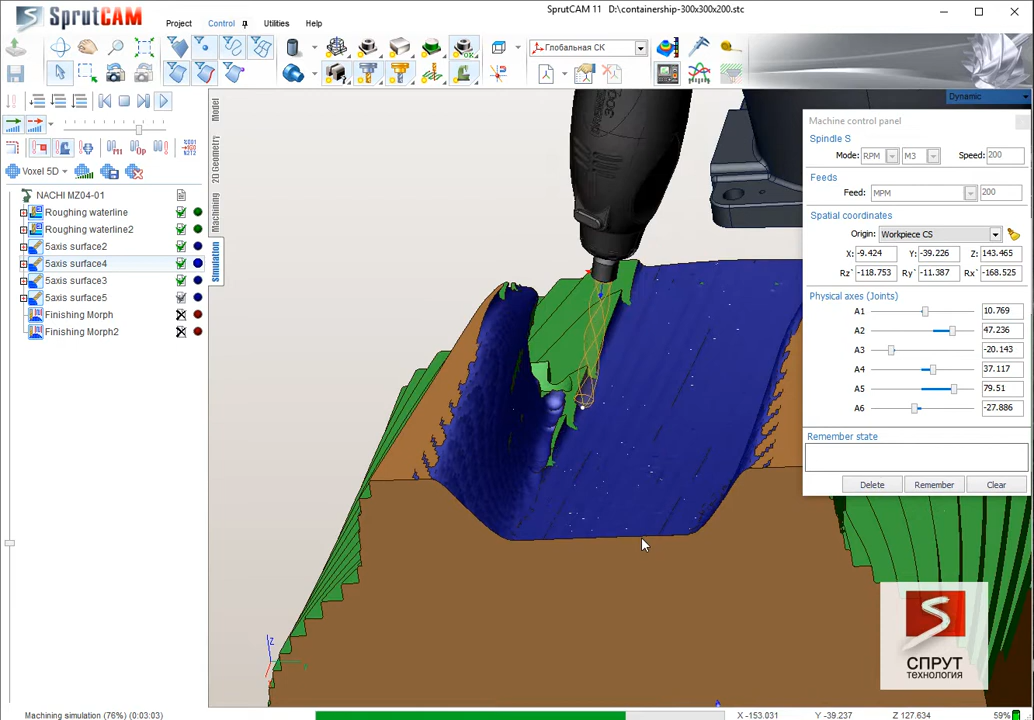 SprutCAM
SprutCAM 11 D:\containership-300x300x200.stc
Project Control Utilities Help
Глобальная СК
Dynamic
Voxel 5D
NACHI MZ04-01
Roughing waterline
Roughing waterline2
5axis surface2
5axis surface4
5axis surface3
5axis surface5
Finishing Morph
Finishing Morph2
Model
2D Geometry
Machining
Simulation
Machine control panel
Spindle S
Mode: RPM M3 Speed: 200
Feeds
Feed: MPM 200
Spatial coordinates
Origin: Workpiece CS
X: -9.424 Y: -39.226 Z: 143.465
Rz` -118.753 Ry` -11.387 Rx` -168.525
Physical axes (Joints)
A1 10.769
A2 47.236
A3 -20.143
A4 37.117
A5 79.51
A6 -27.886
Remember state
Delete Remember Clear
Z
СПРУТ
технология
Machining simulation (76%) (0:03:03) X -153.031 Y -39.237 Z 127.634 59%